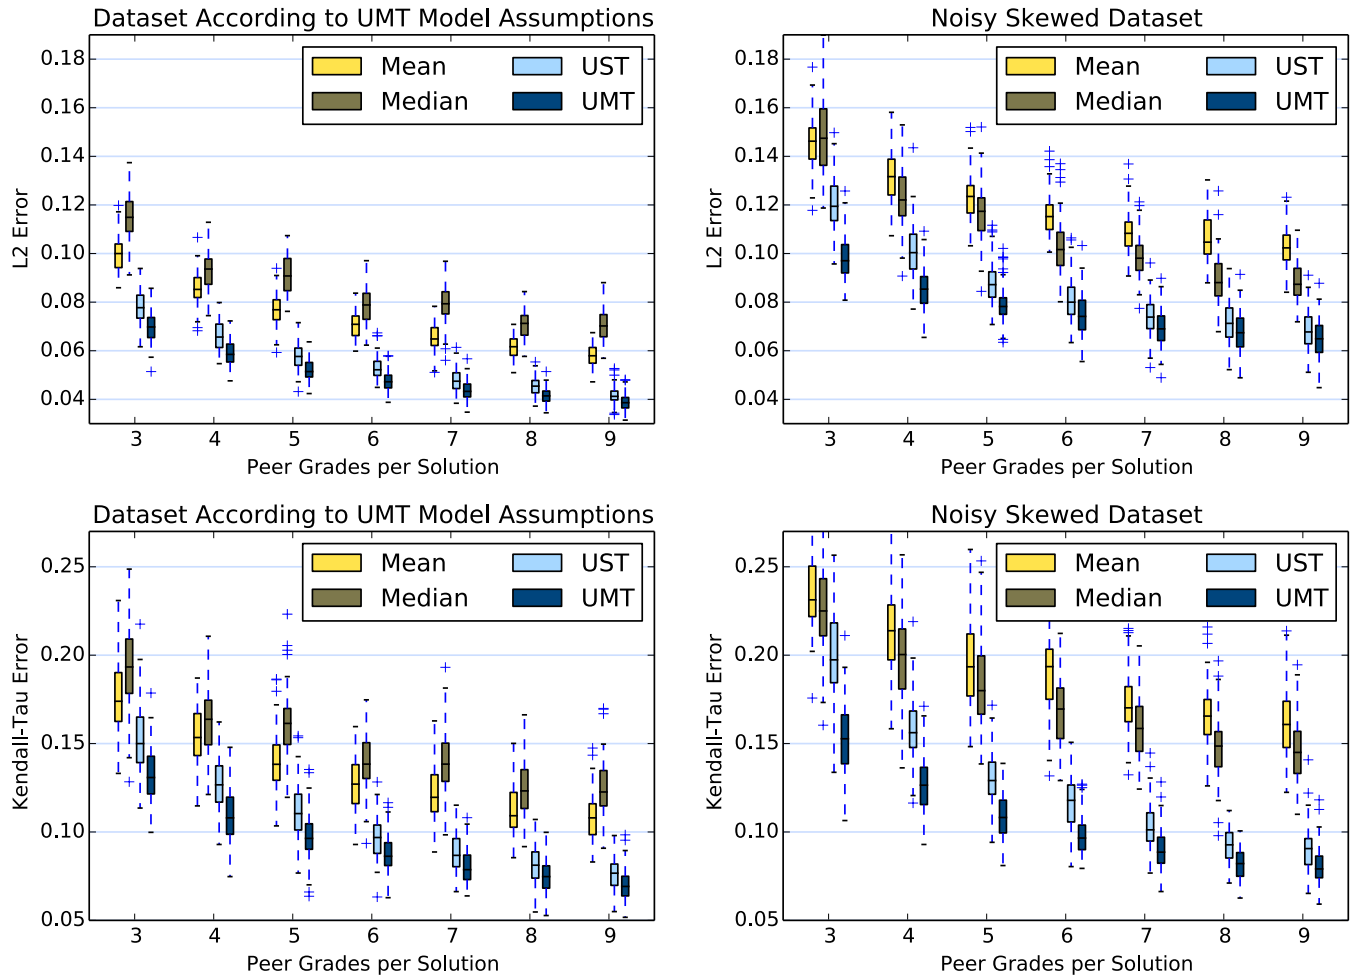 Dataset According to UMT Model Assumptions
L2 Error
0.18
0.16
0.14
0.12
0.10
0.08
0.06
0.04
Mean UST
Median UMT
3 4 5 6 7 8 9
Peer Grades per Solution
Noisy Skewed Dataset
L2 Error
0.18
0.16
0.14
0.12
0.10
0.08
0.06
0.04
Mean UST
Median UMT
3 4 5 6 7 8 9
Peer Grades per Solution
Dataset According to UMT Model Assumptions
Kendall-Tau Error
0.25
0.20
0.15
0.10
0.05
Mean UST
Median UMT
3 4 5 6 7 8 9
Peer Grades per Solution
Noisy Skewed Dataset
Kendall-Tau Error
0.25
0.20
0.15
0.10
0.05
Mean UST
Median UMT
3 4 5 6 7 8 9
Peer Grades per Solution